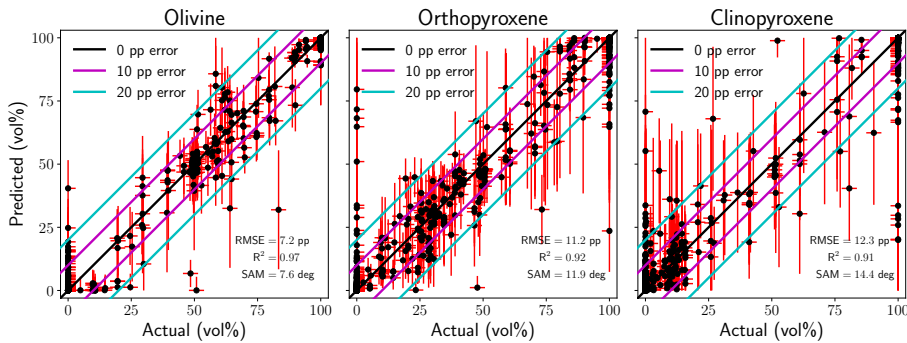 Olivine
Orthopyroxene
Clinopyroxene
Predicted (vol%)
100
75
50
25
0
0 pp error
10 pp error
20 pp error
RMSE = 7.2 pp
R² = 0.97
SAM = 7.6 deg
0 25 50 75 100
Actual (vol%)
0 pp error
10 pp error
20 pp error
RMSE = 11.2 pp
R² = 0.92
SAM = 11.9 deg
0 25 50 75 100
Actual (vol%)
0 pp error
10 pp error
20 pp error
RMSE = 12.3 pp
R² = 0.91
SAM = 14.4 deg
0 25 50 75 100
Actual (vol%)